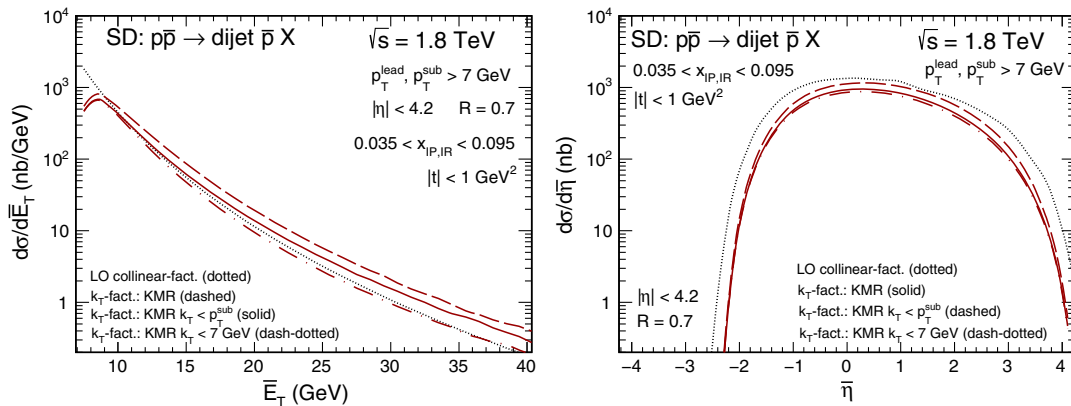 SD: pp̅ → dijet p̅ X
√s = 1.8 TeV
p_T^lead, p_T^sub > 7 GeV
|η| < 4.2 R = 0.7
0.035 < x_IP,IR < 0.095
|t| < 1 GeV²
LO collinear-fact. (dotted)
k_T-fact.: KMR (dashed)
k_T-fact.: KMR k_T < p_T^sub (solid)
k_T-fact.: KMR k_T < 7 GeV (dash-dotted)
dσ/dE̅_T (nb/GeV)
10⁴
10³
10²
10
1
10 15 20 25 30 35 40
E̅_T (GeV)
SD: pp̅ → dijet p̅ X
√s = 1.8 TeV
0.035 < x_IP,IR < 0.095
p_T^lead, p_T^sub > 7 GeV
|t| < 1 GeV²
|η| < 4.2
R = 0.7
LO collinear-fact. (dotted)
k_T-fact.: KMR (solid)
k_T-fact.: KMR k_T < p_T^sub (dashed)
k_T-fact.: KMR k_T < 7 GeV (dash-dotted)
dσ/dη̅ (nb)
10⁴
10³
10²
10
1
−4 −3 −2 −1 0 1 2 3 4
η̅